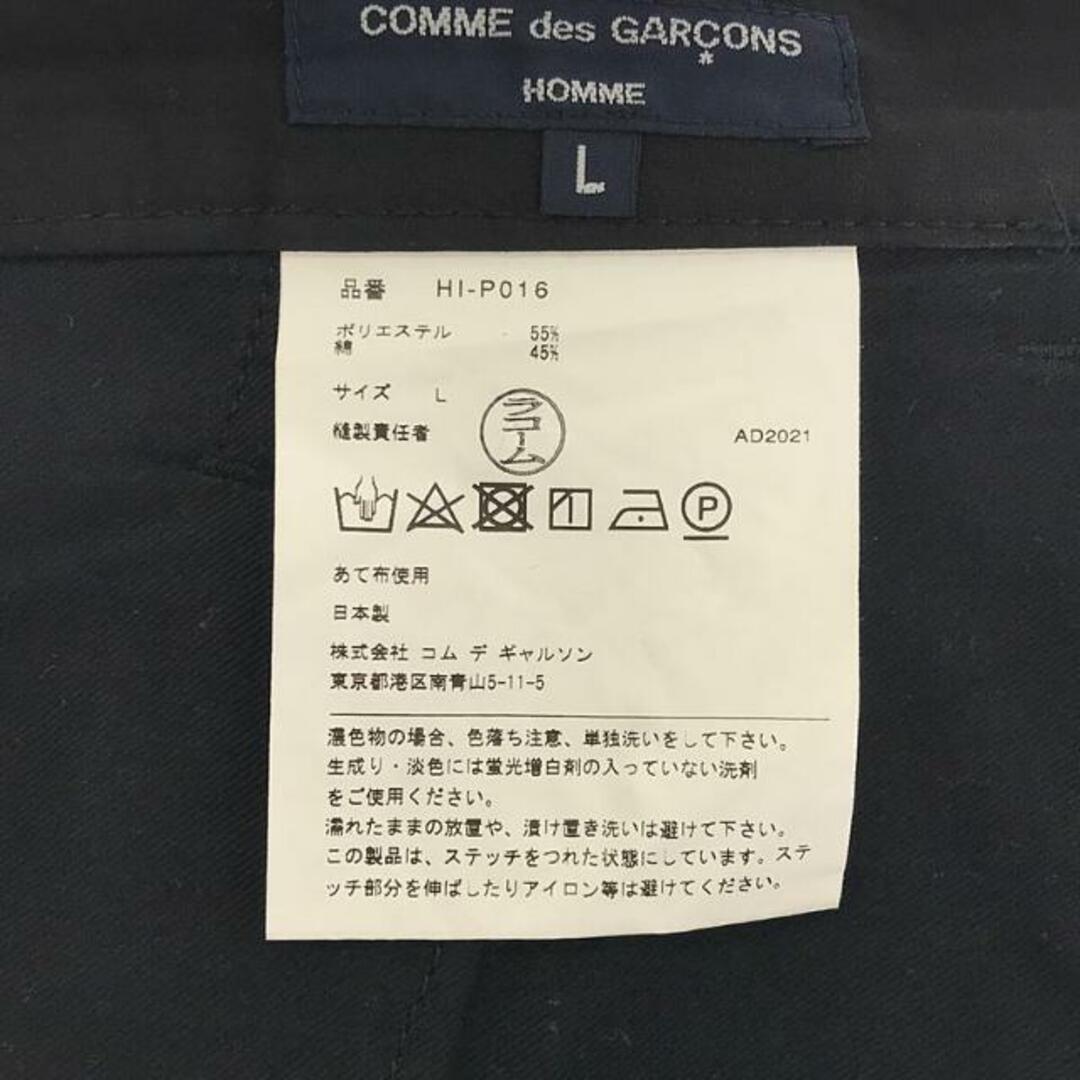 COMME des GARÇONS
*
HOMME
L
品番 HI-P016
ポリエステル 55%
綿 45%
サイズ L
縫製責任者 ラコーム AD2021
P
あて布使用
日本製
株式会社 コム デ ギャルソン
東京都港区南青山5-11-5
濃色物の場合、色落ち注意、単独洗いをして下さい。
生成り・淡色には蛍光増白剤の入っていない洗剤
をご使用ください。
濡れたままの放置や、漬け置き洗いは避けて下さい。
この製品は、ステッチをつれた状態にしています。ステ
ッチ部分を伸ばしたりアイロン等は避けてください。